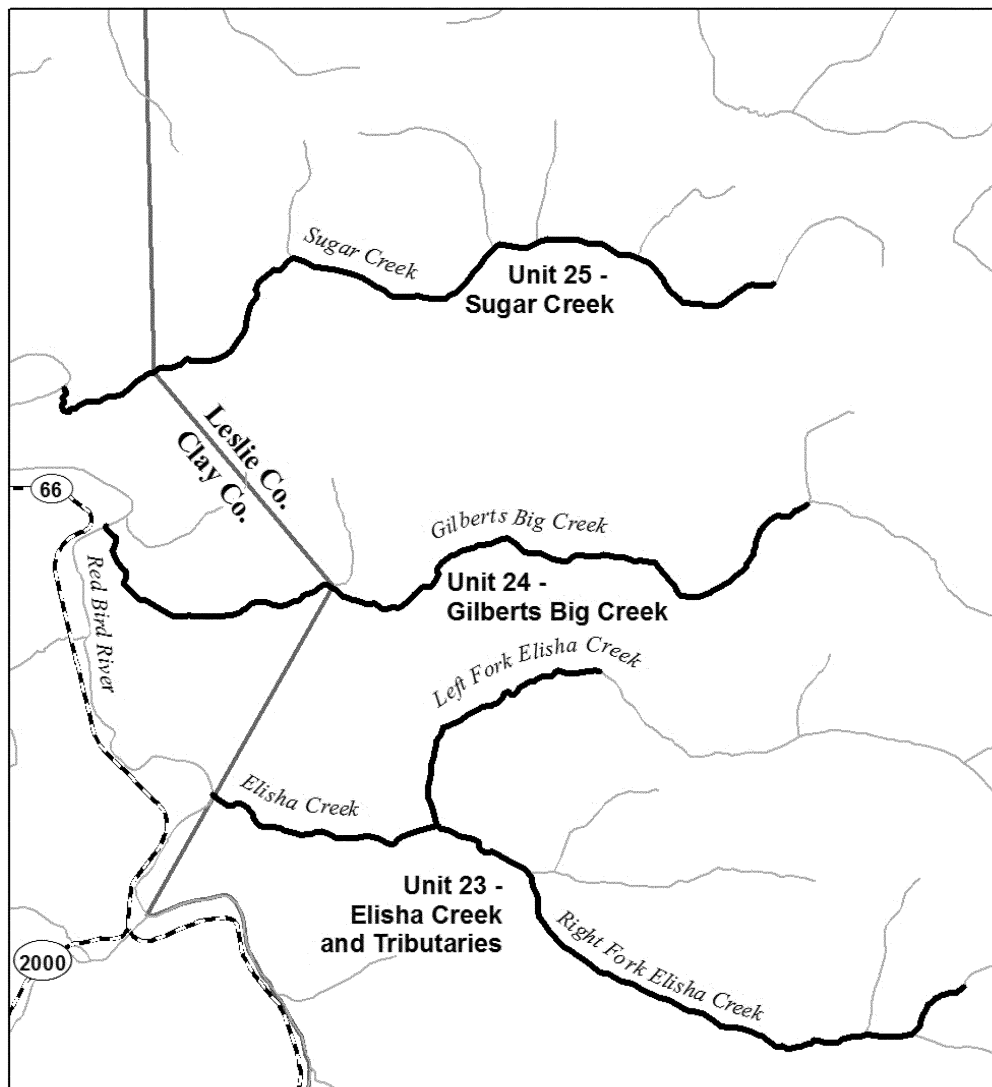 Sugar Creek
Unit 25 -
Sugar Creek
Leslie Co.
Clay Co.
66
Gilberts Big Creek
Unit 24 -
Gilberts Big Creek
Red Bird River
Left Fork Elisha Creek
Elisha Creek
Unit 23 -
Elisha Creek
and Tributaries
Right Fork Elisha Creek
2000